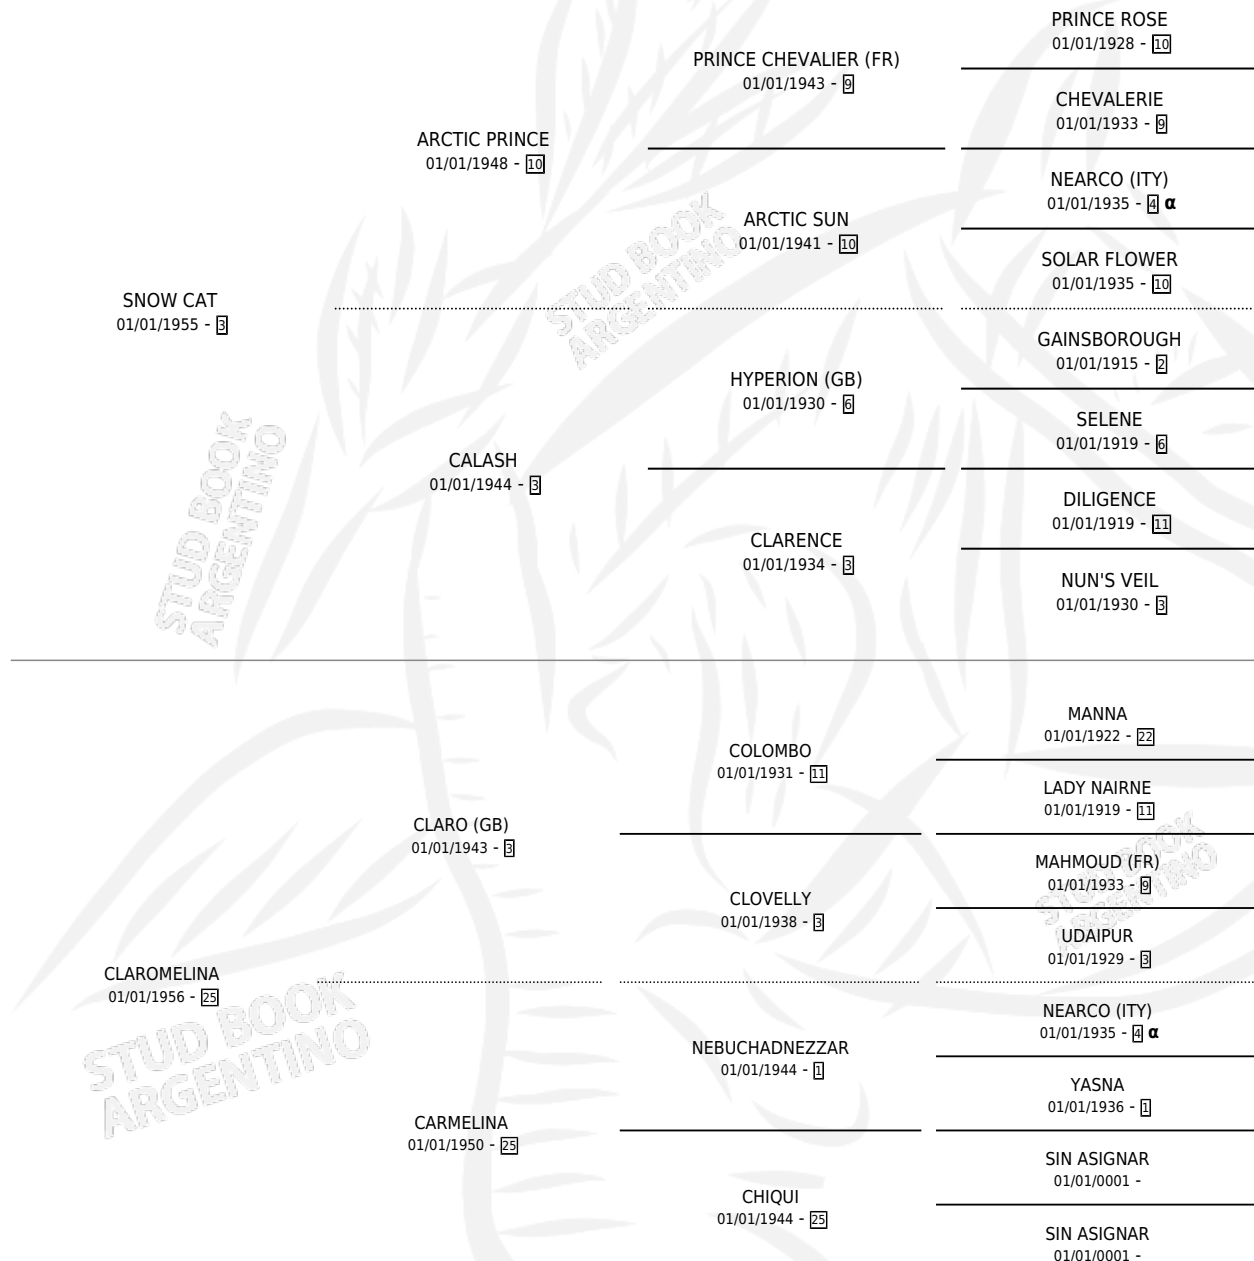 PRINCE ROSE
01/01/1928 - 10
PRINCE CHEVALIER (FR)
01/01/1943 - 9
CHEVALERIE
01/01/1933 - 9
ARCTIC PRINCE
01/01/1948 - 10
NEARCO (ITY)
01/01/1935 - 4 α
ARCTIC SUN
01/01/1941 - 10
SOLAR FLOWER
01/01/1935 - 10
SNOW CAT
01/01/1955 - 3
GAINSBOROUGH
01/01/1915 - 2
HYPERION (GB)
01/01/1930 - 6
SELENE
01/01/1919 - 6
CALASH
01/01/1944 - 3
DILIGENCE
01/01/1919 - 11
CLARENCE
01/01/1934 - 3
NUN'S VEIL
01/01/1930 - 3
MANNA
01/01/1922 - 22
COLOMBO
01/01/1931 - 11
LADY NAIRNE
01/01/1919 - 11
CLARO (GB)
01/01/1943 - 3
MAHMOUD (FR)
01/01/1933 - 9
CLOVELLY
01/01/1938 - 3
UDAIPUR
01/01/1929 - 3
CLAROMELINA
01/01/1956 - 25
NEARCO (ITY)
01/01/1935 - 4 α
NEBUCHADNEZZAR
01/01/1944 - 1
YASNA
01/01/1936 - 1
CARMELINA
01/01/1950 - 25
SIN ASIGNAR
01/01/0001 -
CHIQUI
01/01/1944 - 25
SIN ASIGNAR
01/01/0001 -
STUD BOOK
ARGENTINO
STUD BOOK
ARGENTINO
STUD BOOK
ARGENTINO
STUD BOOK
ARGENTINO